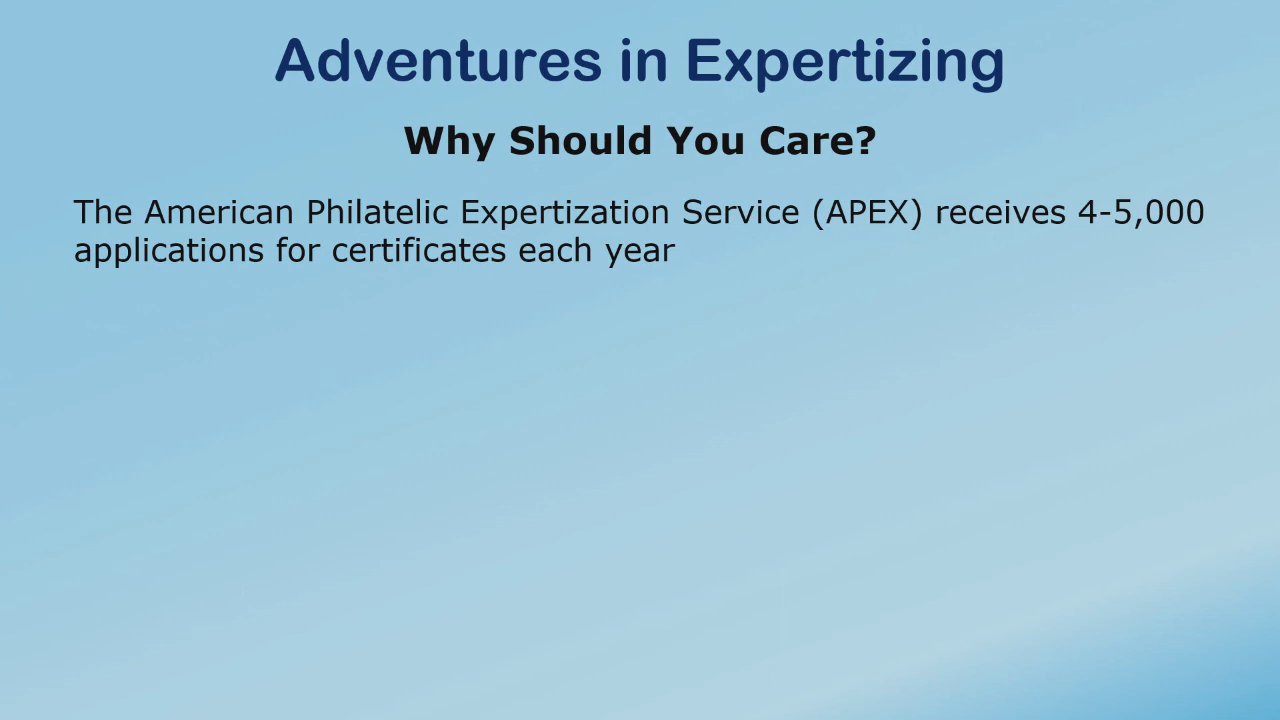 Adventures in Expertizing
Why Should You Care?
The American Philatelic Expertization Service (APEX) receives 4-5,000
applications for certificates each year